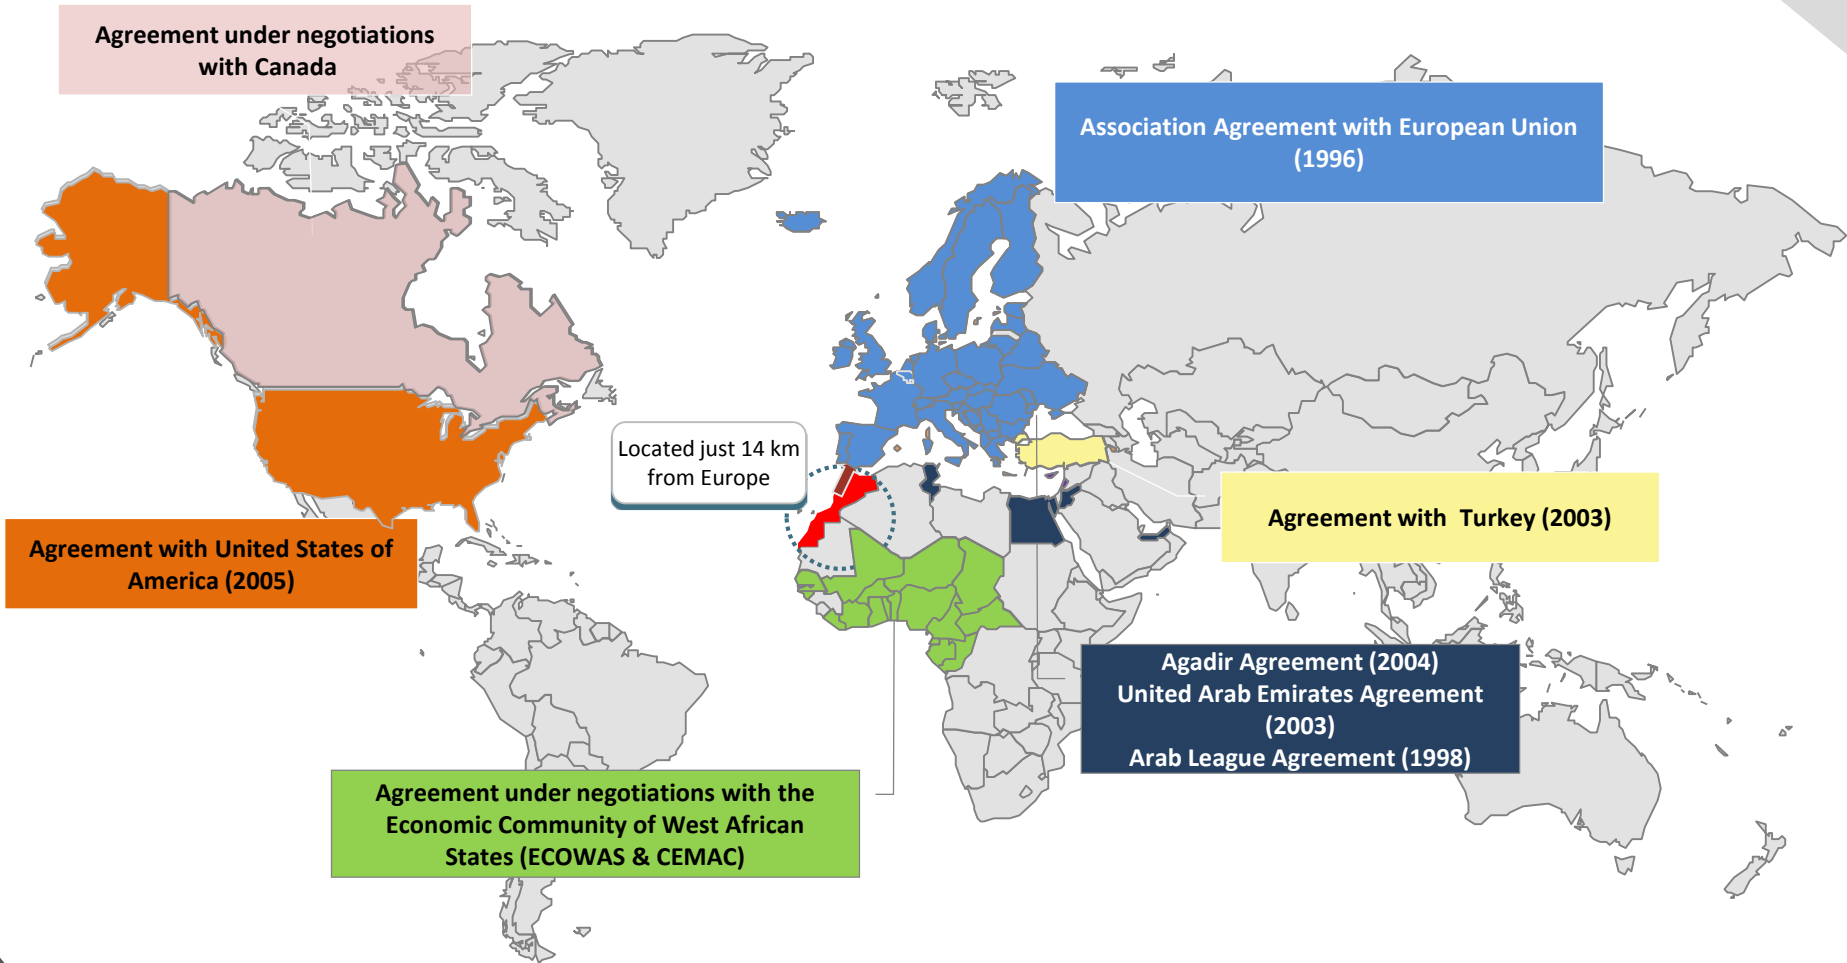 Agreement under negotiations
with Canada
Association Agreement with European Union
(1996)
Located just 14 km
from Europe
Agreement with  Turkey (2003)
Agreement with United States of
America (2005)
Agadir Agreement (2004)
United Arab Emirates Agreement
(2003)
Arab League Agreement (1998)
Agreement under negotiations with the
Economic Community of West African
States (ECOWAS & CEMAC)